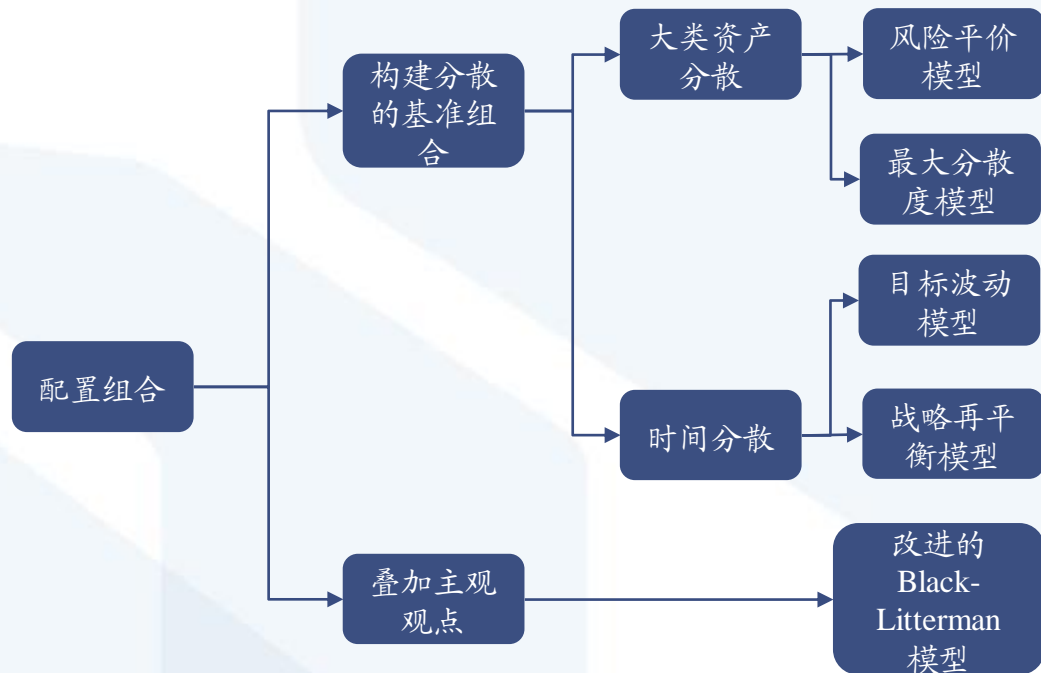 大类资产
分散
风险平价
模型
构建分散
的基准组
合
最大分散
度模型
目标波动
模型
配置组合
时间分散
战略再平
衡模型
叠加主观
观点
改进的
Black-
Litterman
模型